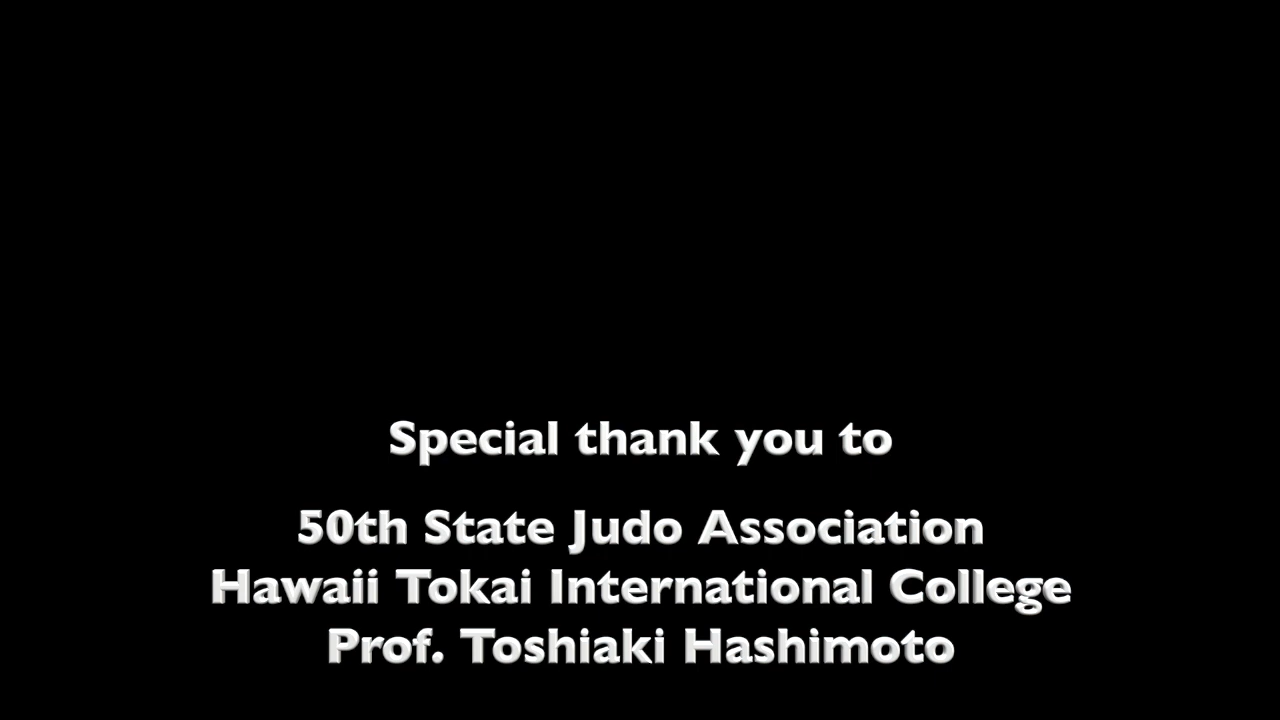 Special thank you to
50th State Judo Association
Hawaii Tokai International College
Prof. Toshiaki Hashimoto